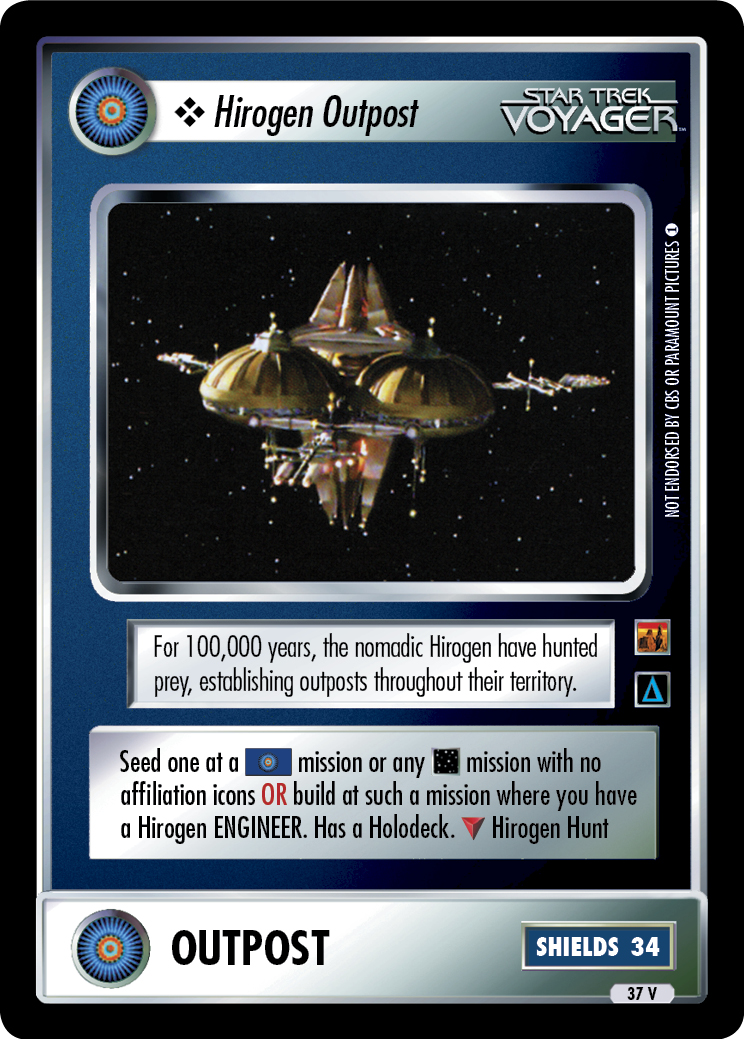 ❖ Hirogen Outpost
STAR TREK
VOYAGER™
NOT ENDORSED BY CBS OR PARAMOUNT PICTURES 1
For 100,000 years, the nomadic Hirogen have hunted
prey, establishing outposts throughout their territory.
Δ
Seed one at a mission or any mission with no
affiliation icons OR build at such a mission where you have
a Hirogen ENGINEER. Has a Holodeck. Hirogen Hunt
OUTPOST
SHIELDS 34
37 V